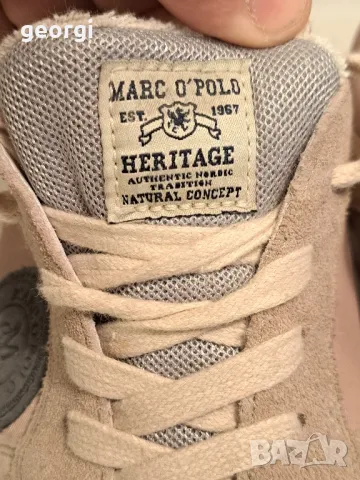 georgi
MARC O'POLO
EST. 1967
HERITAGE
AUTHENTIC NORDIC
TRADITION
NATURAL CONCEPT
BAZAR